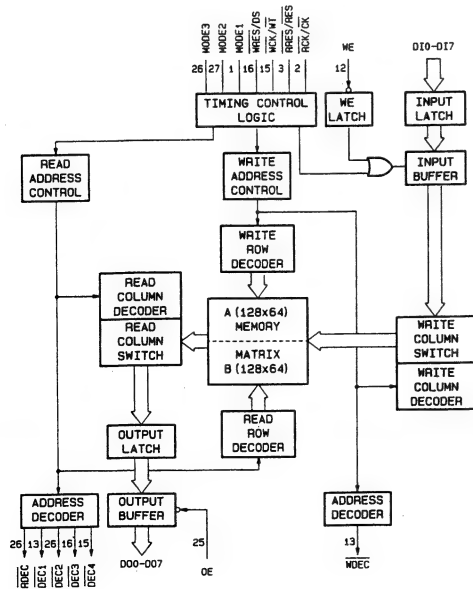 MODE3
MODE2
MODE1
WRES/DS
WCK/WT
RRES/RES
RCK/CK
WE
DI0-DI7
26
27
1
16
15
3
2
12
TIMING CONTROL
LOGIC
WE
LATCH
INPUT
LATCH
READ
ADDRESS
CONTROL
WRITE
ADDRESS
CONTROL
INPUT
BUFFER
WRITE
ROW
DECODER
READ
COLUMN
DECODER
READ
COLUMN
SWITCH
A (128x64)
MEMORY
MATRIX
B (128x64)
WRITE
COLUMN
SWITCH
WRITE
COLUMN
DECODER
OUTPUT
LATCH
READ
ROW
DECODER
ADDRESS
DECODER
OUTPUT
BUFFER
ADDRESS
DECODER
26
13
26
16
15
25
13
RDEC
DEC1
DEC2
DEC3
DEC4
DO0-DO7
OE
WDEC